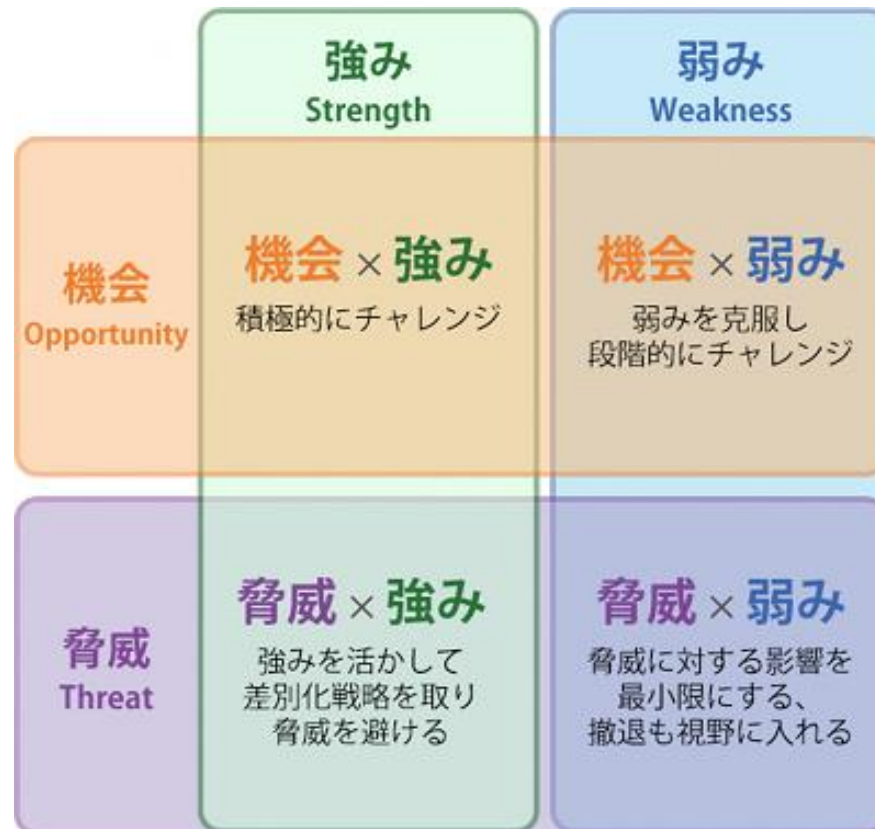 強み
Strength
弱み
Weakness
機会
Opportunity
機会 × 強み
積極的にチャレンジ
機会 × 弱み
弱みを克服し
段階的にチャレンジ
脅威
Threat
脅威 × 強み
強みを活かして
差別化戦略を取り
脅威を避ける
脅威 × 弱み
脅威に対する影響を
最小限にする、
撤退も視野に入れる